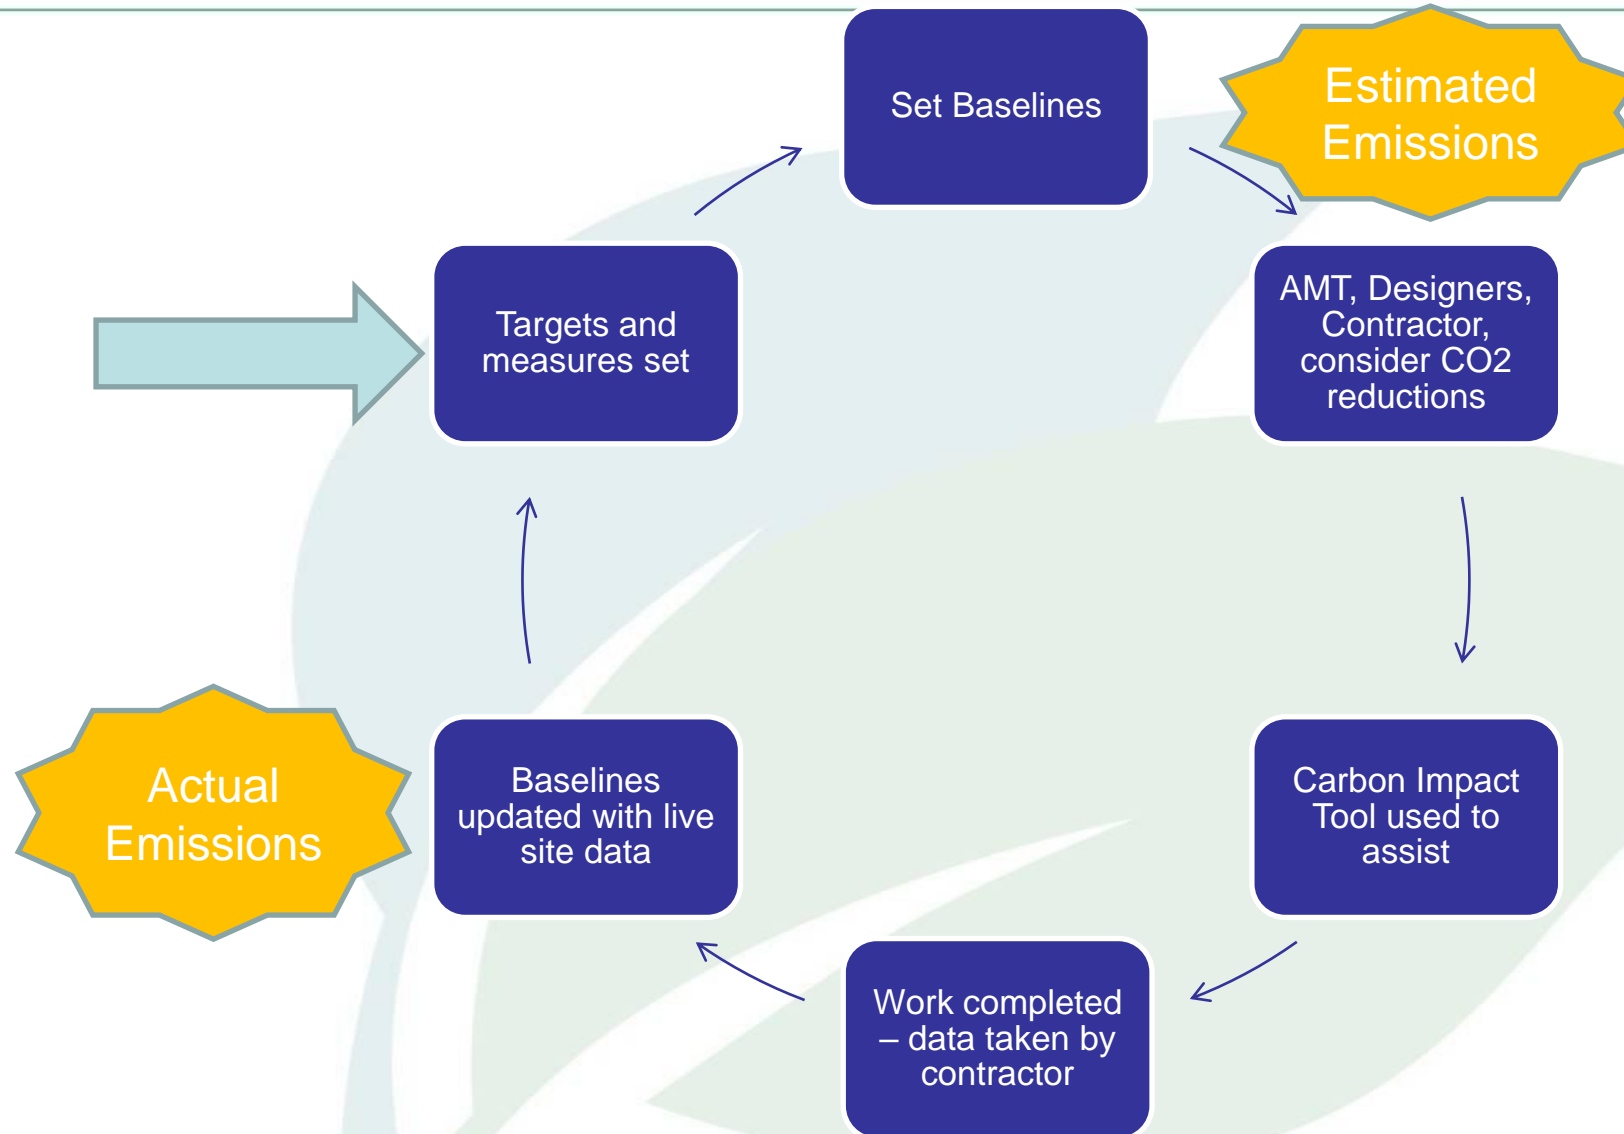 Set Baselines
Estimated
Emissions
AMT, Designers,
Contractor,
consider CO2
reductions
Targets and
measures set
Carbon Impact
Tool used to
assist
Baselines
updated with live
site data
Actual
Emissions
Work completed
– data taken by
contractor